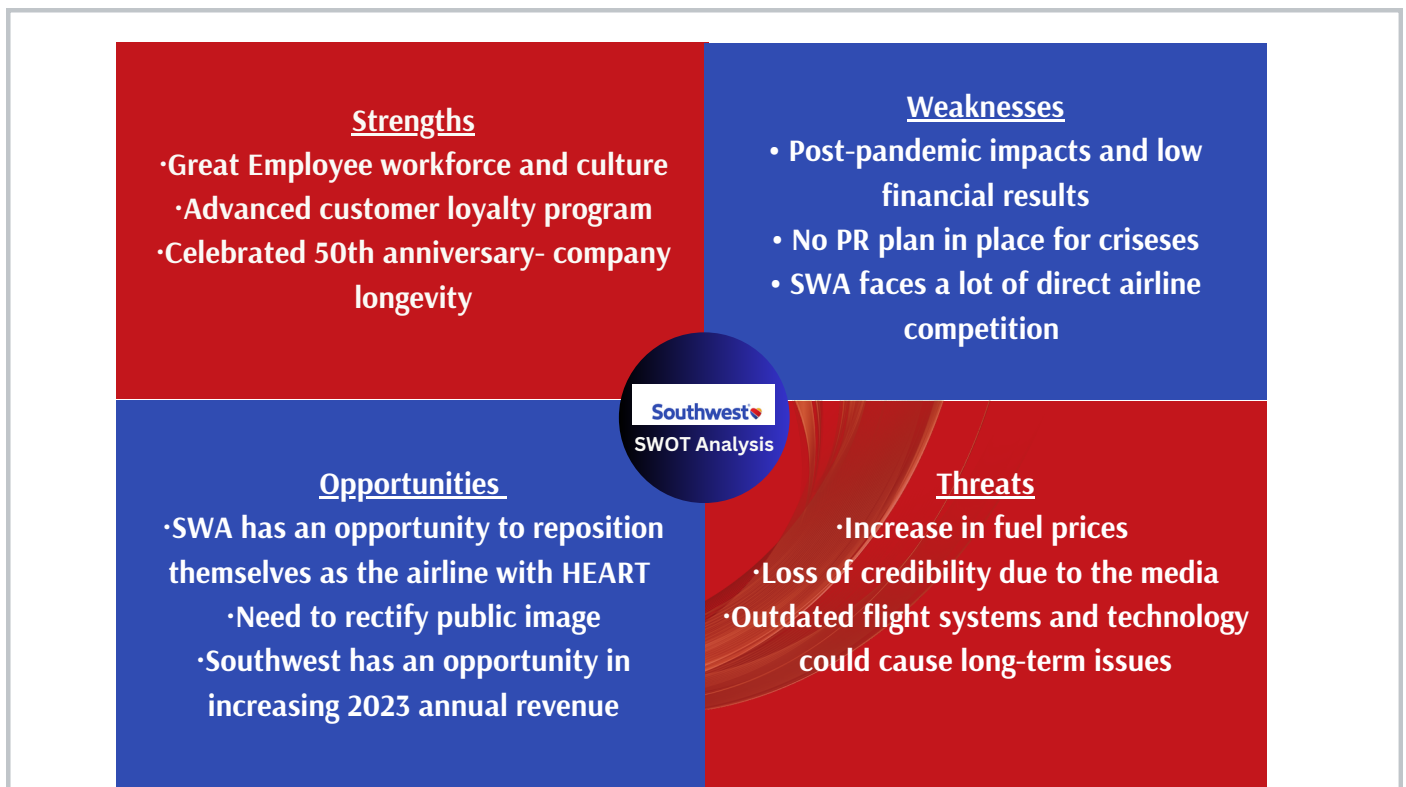 Strengths
·Great Employee workforce and culture
·Advanced customer loyalty program
·Celebrated 50th anniversary- company
longevity
Weaknesses
• Post-pandemic impacts and low
financial results
• No PR plan in place for criseses
• SWA faces a lot of direct airline
competition
Southwest®
SWOT Analysis
Opportunities
·SWA has an opportunity to reposition
themselves as the airline with HEART
·Need to rectify public image
·Southwest has an opportunity in
increasing 2023 annual revenue
Threats
·Increase in fuel prices
·Loss of credibility due to the media
·Outdated flight systems and technology
could cause long-term issues